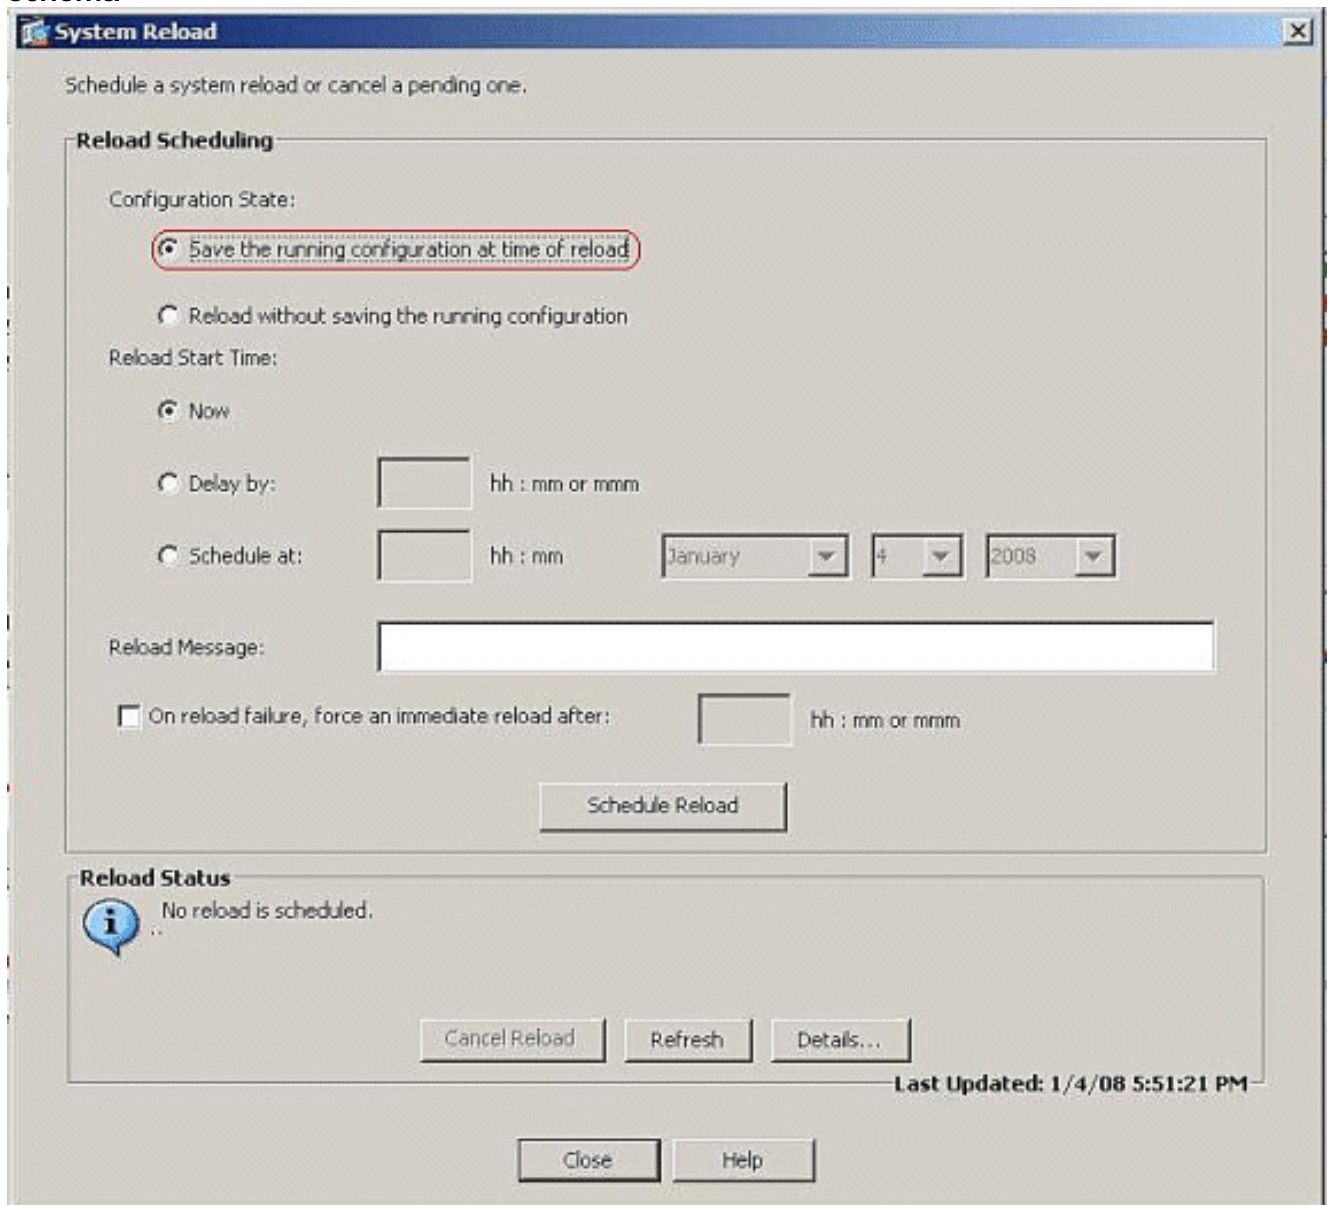 System Reload
Schedule a system reload or cancel a pending one.
Reload Scheduling
Configuration State:
Save the running configuration at time of reload
Reload without saving the running configuration
Reload Start Time:
Now
Delay by: hh : mm or mmm
Schedule at: hh : mm January 4 2008
Reload Message:
On reload failure, force an immediate reload after: hh : mm or mmm
Schedule Reload
Reload Status
No reload is scheduled.
..
Cancel Reload Refresh Details...
Last Updated: 1/4/08 5:51:21 PM
Close Help